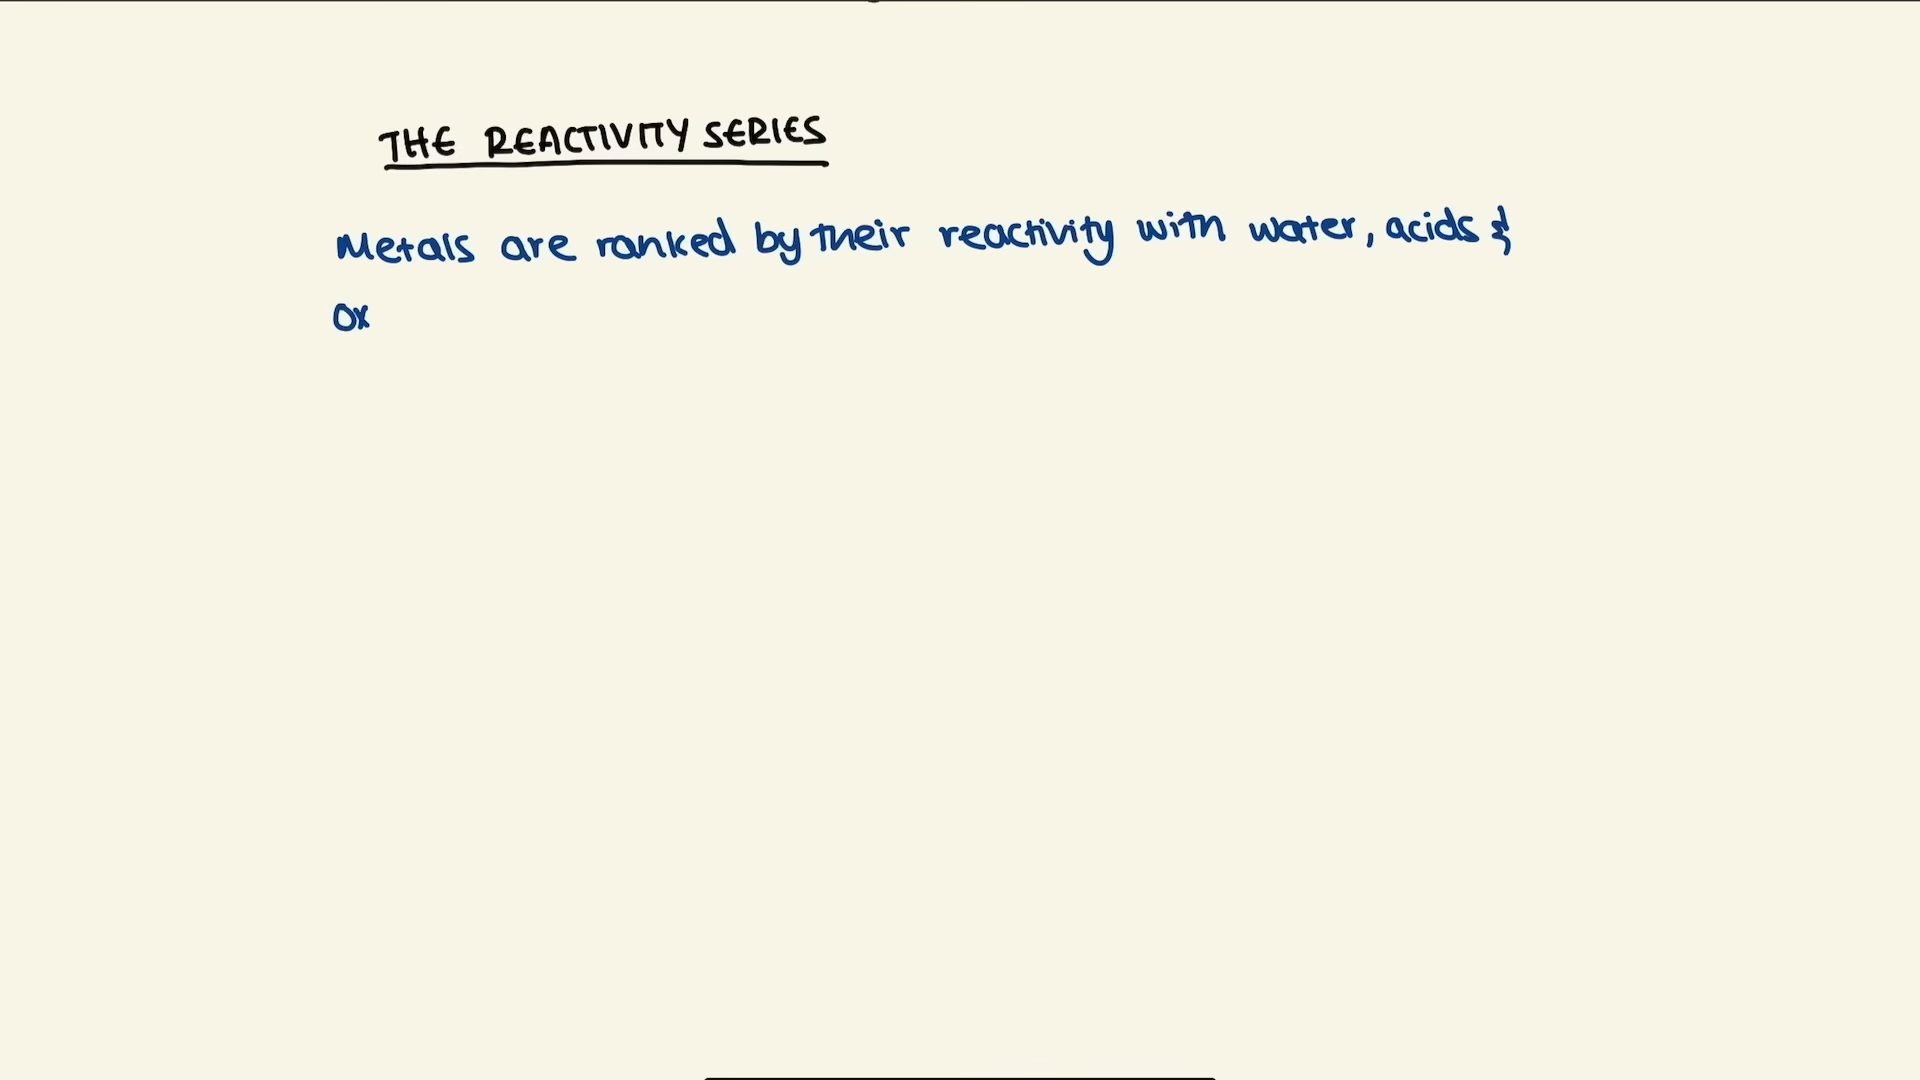 THE REACTIVITY SERIES
Metals are ranked by their reactivity with water, acids &
ox